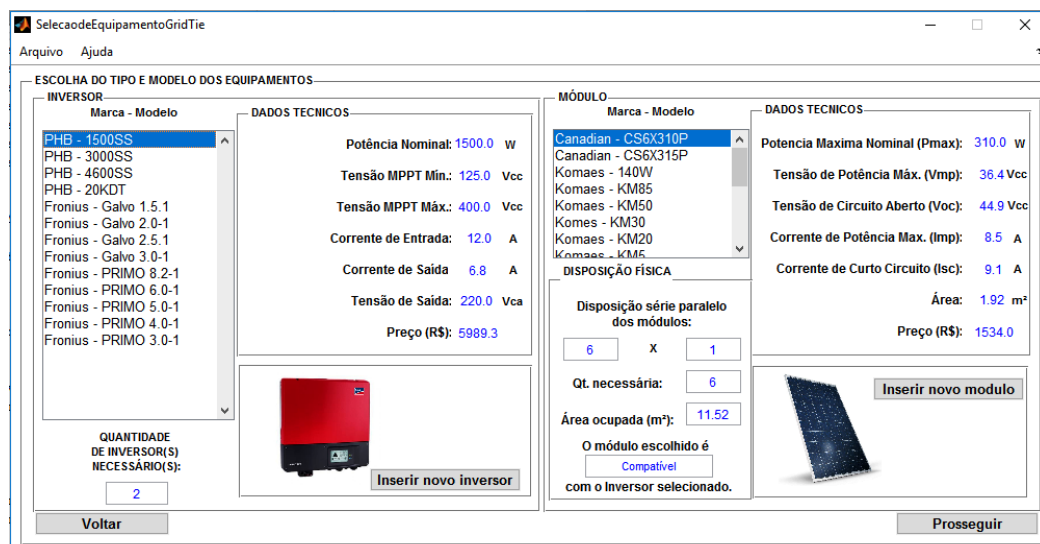 SelecaodeEquipamentoGridTie
Arquivo Ajuda
ESCOLHA DO TIPO E MODELO DOS EQUIPAMENTOS
INVERSOR
Marca - Modelo
PHB - 1500SS
PHB - 3000SS
PHB - 4600SS
PHB - 20KDT
Fronius - Galvo 1.5.1
Fronius - Galvo 2.0-1
Fronius - Galvo 2.5.1
Fronius - Galvo 3.0-1
Fronius - PRIMO 8.2-1
Fronius - PRIMO 6.0-1
Fronius - PRIMO 5.0-1
Fronius - PRIMO 4.0-1
Fronius - PRIMO 3.0-1
QUANTIDADE
DE INVERSOR(S)
NECESSÁRIO(S):
2
DADOS TECNICOS
Potência Nominal: 1500.0 W
Tensão MPPT Min.: 125.0 Vcc
Tensão MPPT Máx.: 400.0 Vcc
Corrente de Entrada: 12.0 A
Corrente de Saída 6.8 A
Tensão de Saída: 220.0 Vca
Preço (R$): 5989.3
Inserir novo inversor
MÓDULO
Marca - Modelo
Canadian - CS6X310P
Canadian - CS6X315P
Komaes - 140W
Komaes - KM85
Komaes - KM50
Komes - KM30
Komaes - KM20
Komaes - KM5
DISPOSIÇÃO FÍSICA
Disposição série paralelo
dos módulos:
6 X 1
Qt. necessária: 6
Área ocupada (m²): 11.52
O módulo escolhido é
Compatível
com o Inversor selecionado.
DADOS TECNICOS
Potencia Maxima Nominal (Pmax): 310.0 W
Tensão de Potência Máx. (Vmp): 36.4 Vcc
Tensão de Circuito Aberto (Voc): 44.9 Vcc
Corrente de Potência Max. (Imp): 8.5 A
Corrente de Curto Circuito (Isc): 9.1 A
Área: 1.92 m²
Preço (R$): 1534.0
Inserir novo modulo
Voltar
Prosseguir